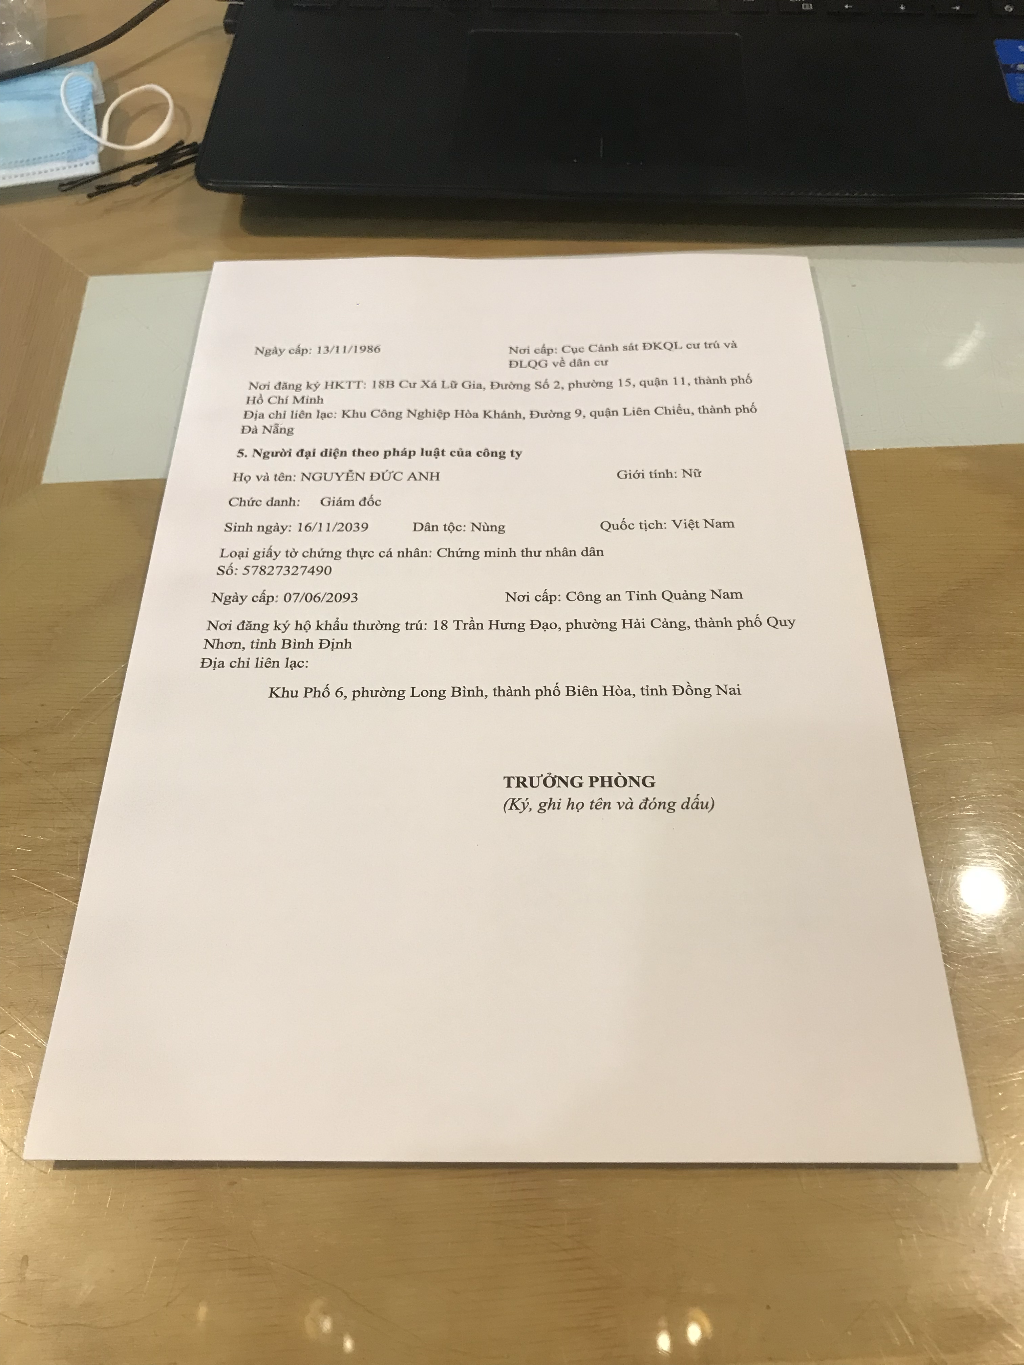 Ngày cấp: 13/11/1986 Nơi cấp: Cục Cảnh sát ĐKQL cư trú và
ĐLQG về dân cư
Nơi đăng ký HKTT: 18B Cư Xá Lữ Gia, Đường Số 2, phường 15, quận 11, thành phố
Hồ Chí Minh
Địa chỉ liên lạc: Khu Công Nghiệp Hòa Khánh, Đường 9, quận Liên Chiểu, thành phố
Đà Nẵng
5. Người đại diện theo pháp luật của công ty
Họ và tên: NGUYỄN ĐỨC ANH Giới tính: Nữ
Chức danh: Giám đốc
Sinh ngày: 16/11/2039 Dân tộc: Nùng Quốc tịch: Việt Nam
Loại giấy tờ chứng thực cá nhân: Chứng minh thư nhân dân
Số: 57827327490
Ngày cấp: 07/06/2093 Nơi cấp: Công an Tỉnh Quảng Nam
Nơi đăng ký hộ khẩu thường trú: 18 Trần Hưng Đạo, phường Hải Cảng, thành phố Quy
Nhơn, tỉnh Bình Định
Địa chỉ liên lạc:
Khu Phố 6, phường Long Bình, thành phố Biên Hòa, tỉnh Đồng Nai
TRƯỞNG PHÒNG
(Ký, ghi họ tên và đóng dấu)